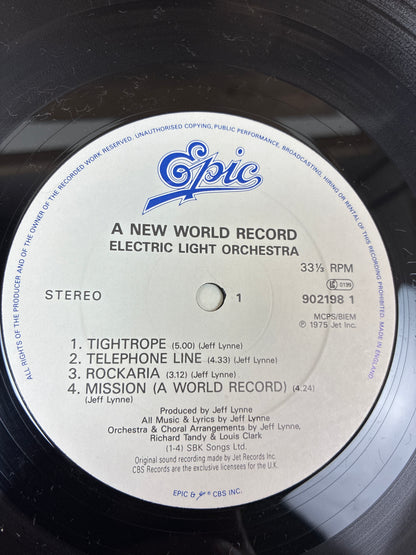 ALL RIGHTS OF THE PRODUCER AND OF THE OWNER OF THE RECORDED WORK RESERVED. UNAUTHORISED COPYING, PUBLIC PERFORMANCE, BROADCASTING, HIRING OR RENTAL OF THIS RECORD PROHIBITED. MADE IN ENGLAND.
Epic
A NEW WORLD RECORD
ELECTRIC LIGHT ORCHESTRA
33⅓ RPM
0199
STEREO
1
902198 1
MCPS/BIEM
℗ 1975 Jet Inc.
1. TIGHTROPE (5.00) (Jeff Lynne)
2. TELEPHONE LINE (4.33) (Jeff Lynne)
3. ROCKARIA (3.12) (Jeff Lynne)
4. MISSION (A WORLD RECORD) (4.24)
(Jeff Lynne)
Produced by Jeff Lynne
All Music & Lyrics by Jeff Lynne
Orchestra & Choral Arrangements by Jeff Lynne,
Richard Tandy & Louis Clark
(1-4) SBK Songs Ltd.
Original sound recording made by Jet Records Inc.
CBS Records are the exclusive licensees for the U.K.
EPIC & Epic ® CBS INC.